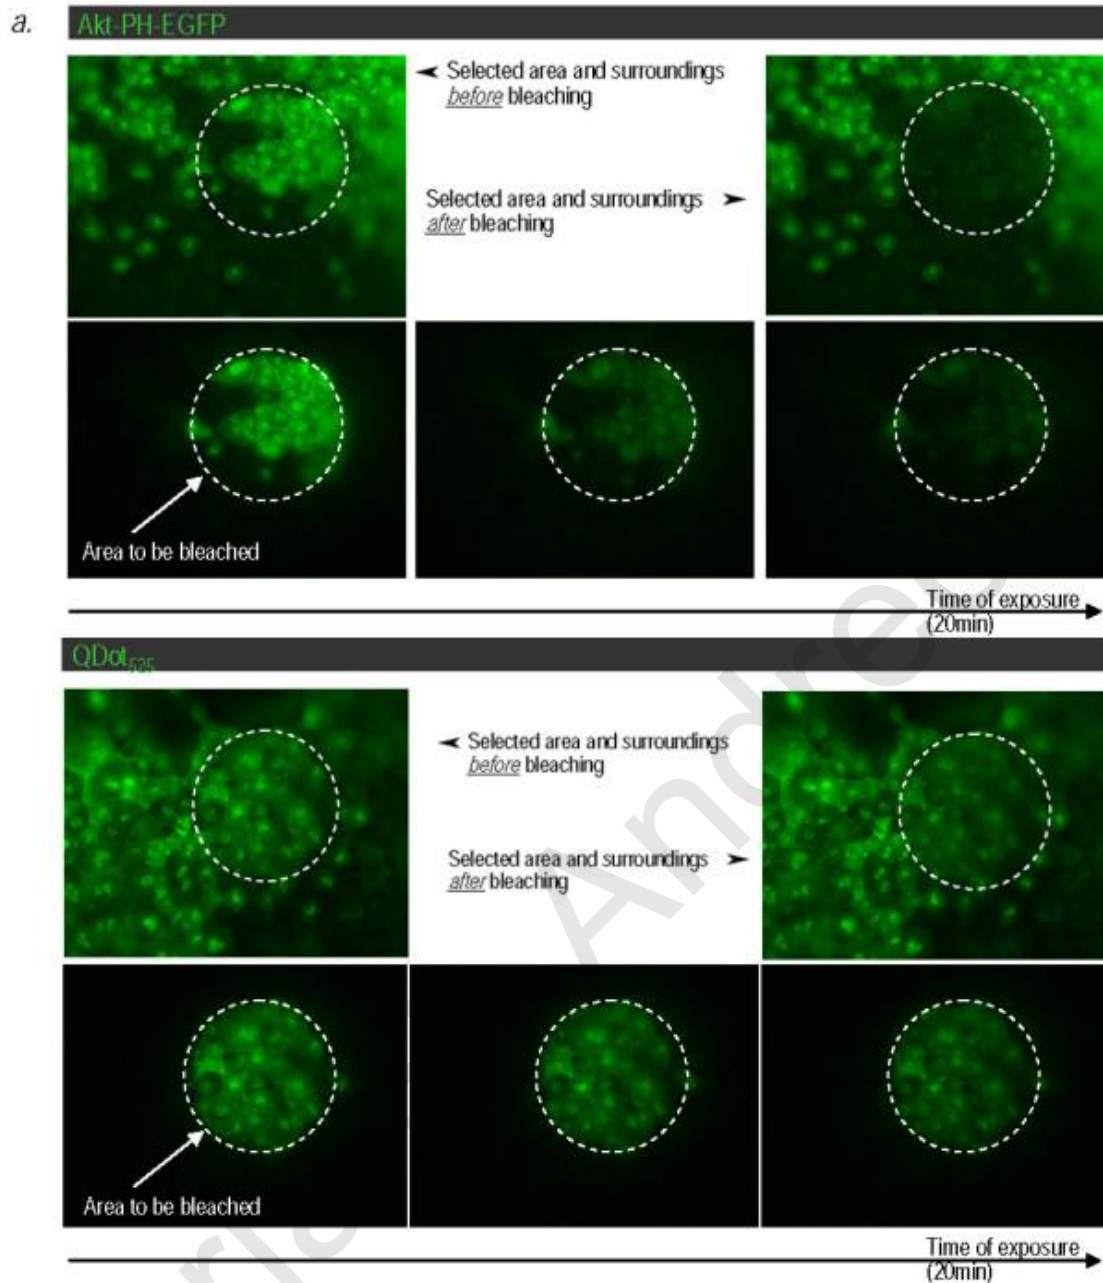 a.
Akt-PH-EGFP
Selected area and surroundings
before bleaching
Selected area and surroundings
after bleaching
Area to be bleached
Time of exposure
(20min)
QDot525
Selected area and surroundings
before bleaching
Selected area and surroundings
after bleaching
Area to be bleached
Time of exposure
(20min)